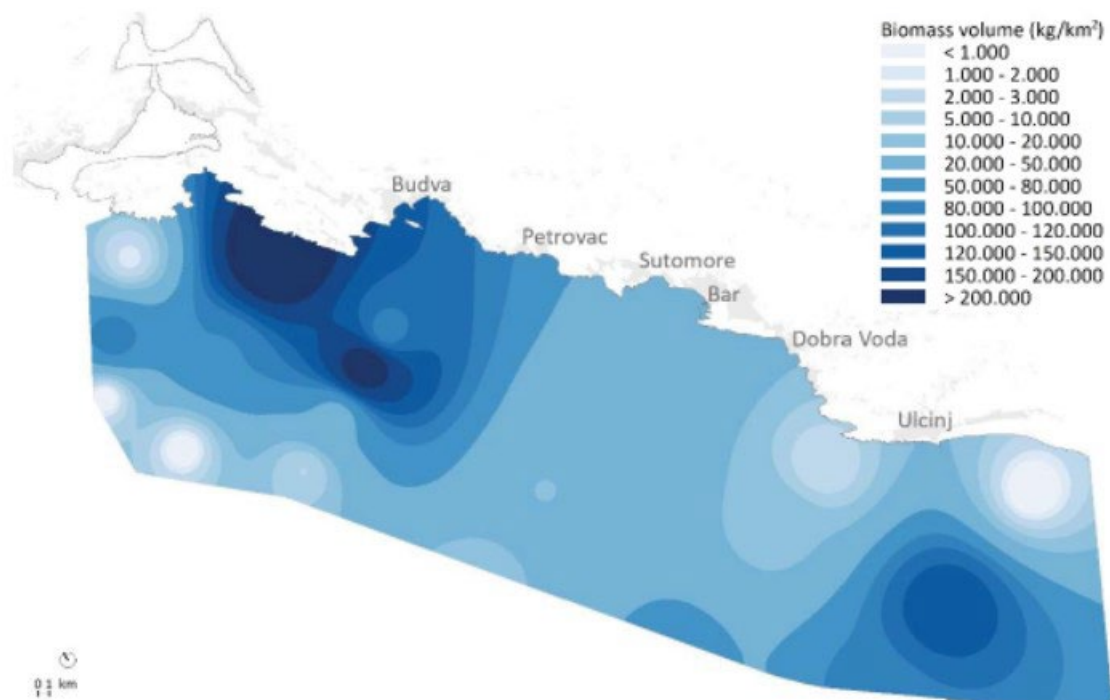 Biomass volume (kg/km²)
< 1.000
1.000 - 2.000
2.000 - 3.000
5.000 - 10.000
10.000 - 20.000
20.000 - 50.000
50.000 - 80.000
80.000 - 100.000
100.000 - 120.000
120.000 - 150.000
150.000 - 200.000
> 200.000
Budva
Petrovac
Sutomore
Bar
Dobra Voda
Ulcinj
0 1 km